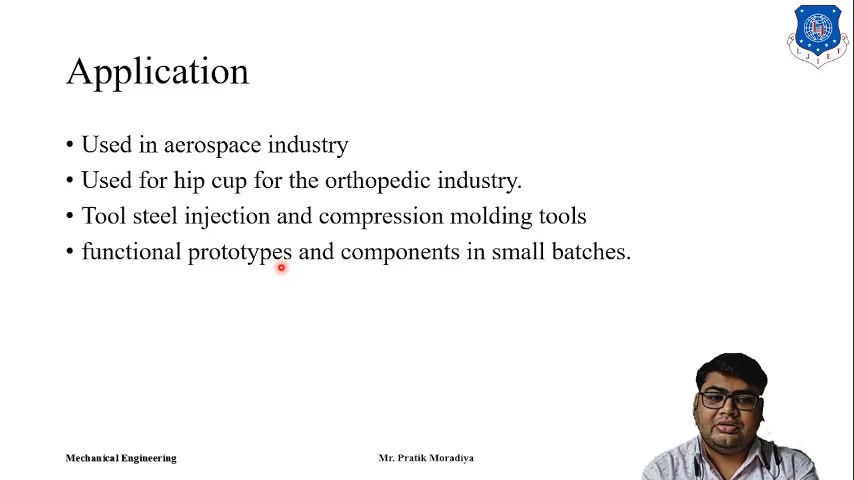 Application
• Used in aerospace industry
• Used for hip cup for the orthopedic industry.
• Tool steel injection and compression molding tools
• functional prototypes and components in small batches.
Mechanical Engineering
Mr. Pratik Moradiya
L J I E T